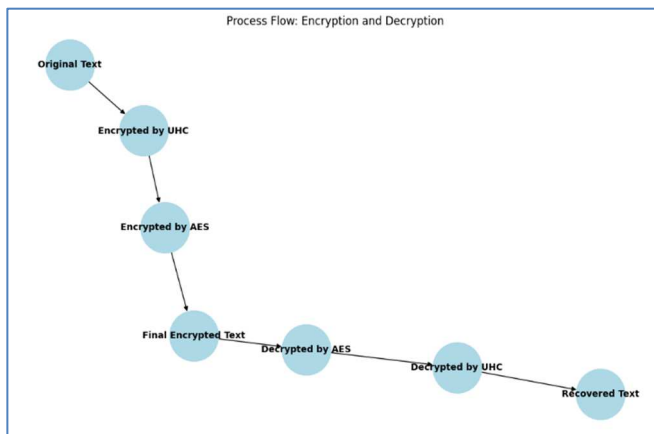 Process Flow: Encryption and Decryption
Original Text
Encrypted by UHC
Encrypted by AES
Final Encrypted Text
Decrypted by AES
Decrypted by UHC
Recovered Text